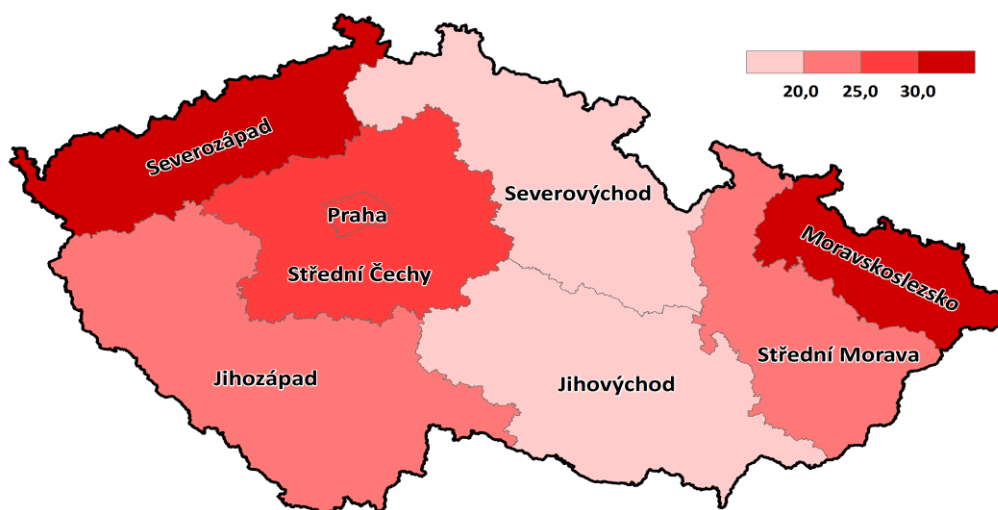 20,0 25,0 30,0
Severozápad
Severovýchod
Praha
Moravskoslezsko
Střední Čechy
Střední Morava
Jihozápad
Jihovýchod